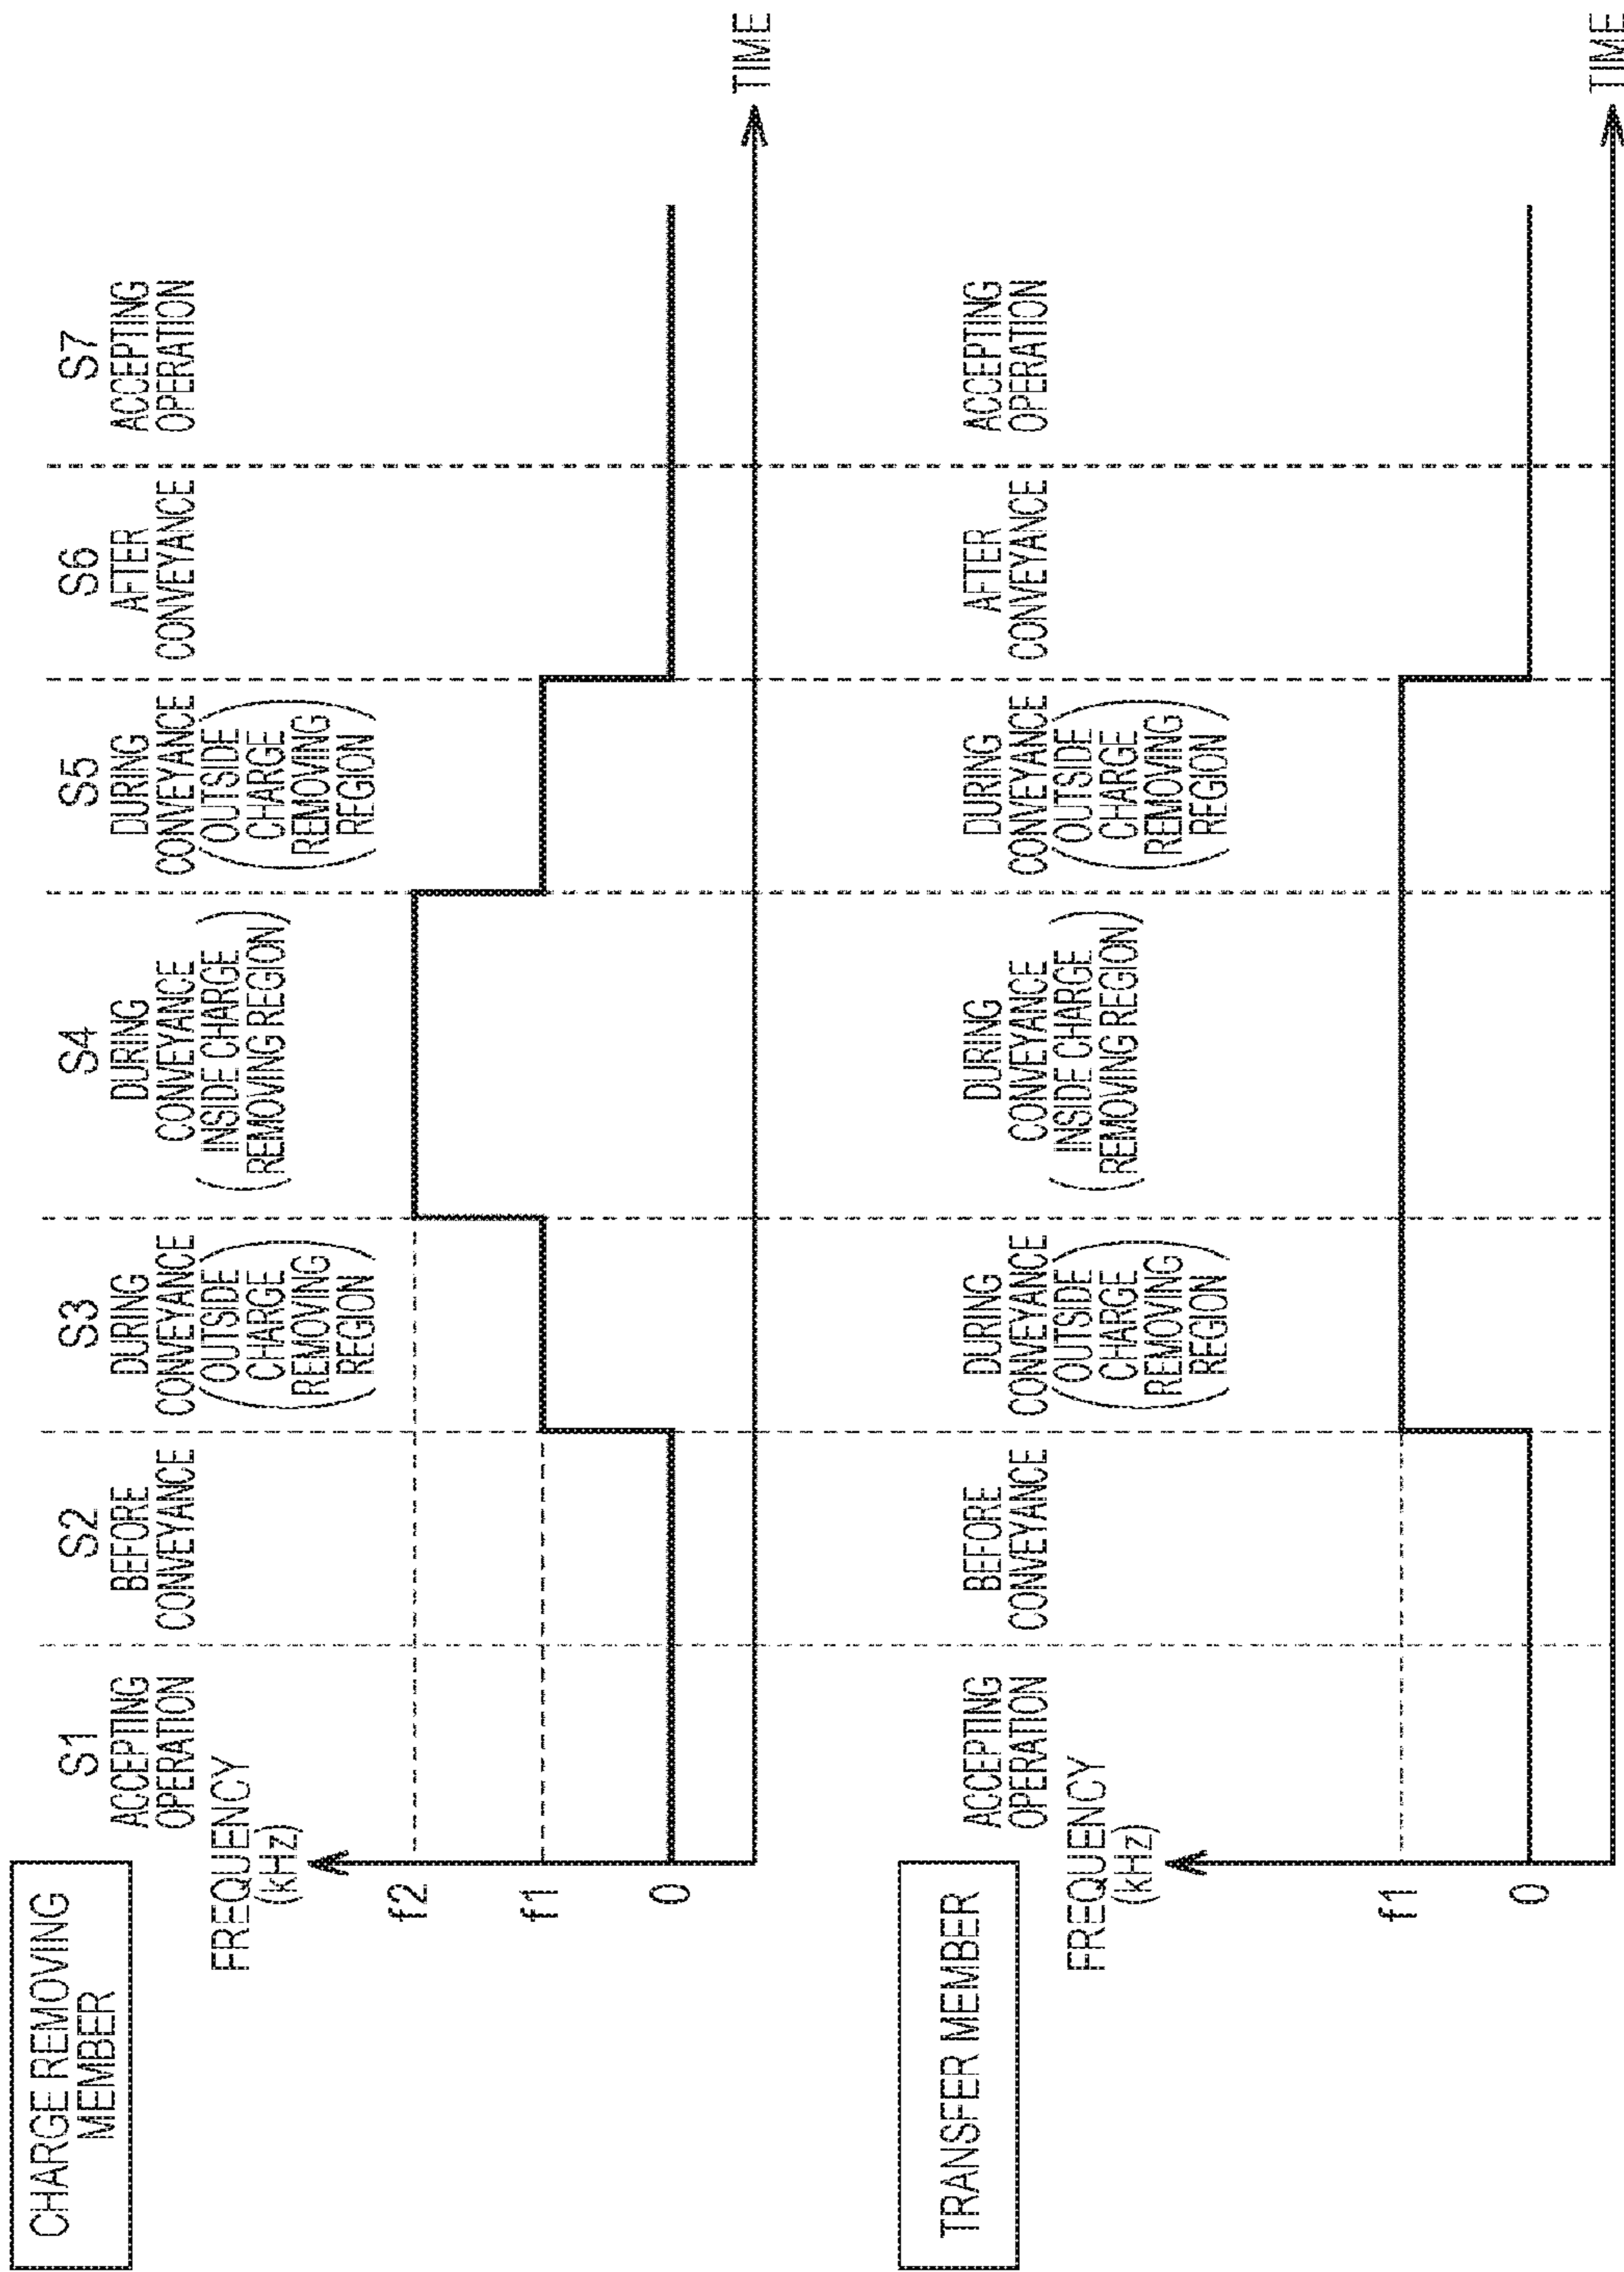 CHARGE REMOVING
MEMBER
S1
ACCEPTING
OPERATION
S2
BEFORE
CONVEYANCE
S3
DURING
CONVEYANCE
(OUTSIDE
CHARGE
REMOVING
REGION)
S4
DURING
CONVEYANCE
(INSIDE CHARGE
REMOVING REGION)
S5
DURING
CONVEYANCE
(OUTSIDE
CHARGE
REMOVING
REGION)
S6
AFTER
CONVEYANCE
S7
ACCEPTING
OPERATION
FREQUENCY
(kHz)
f2
f1
0
TIME
TRANSFER MEMBER
ACCEPTING
OPERATION
BEFORE
CONVEYANCE
DURING
CONVEYANCE
(OUTSIDE
CHARGE
REMOVING
REGION)
DURING
CONVEYANCE
(INSIDE CHARGE
REMOVING REGION)
DURING
CONVEYANCE
(OUTSIDE
CHARGE
REMOVING
REGION)
AFTER
CONVEYANCE
ACCEPTING
OPERATION
FREQUENCY
(kHz)
f1
0
TIME